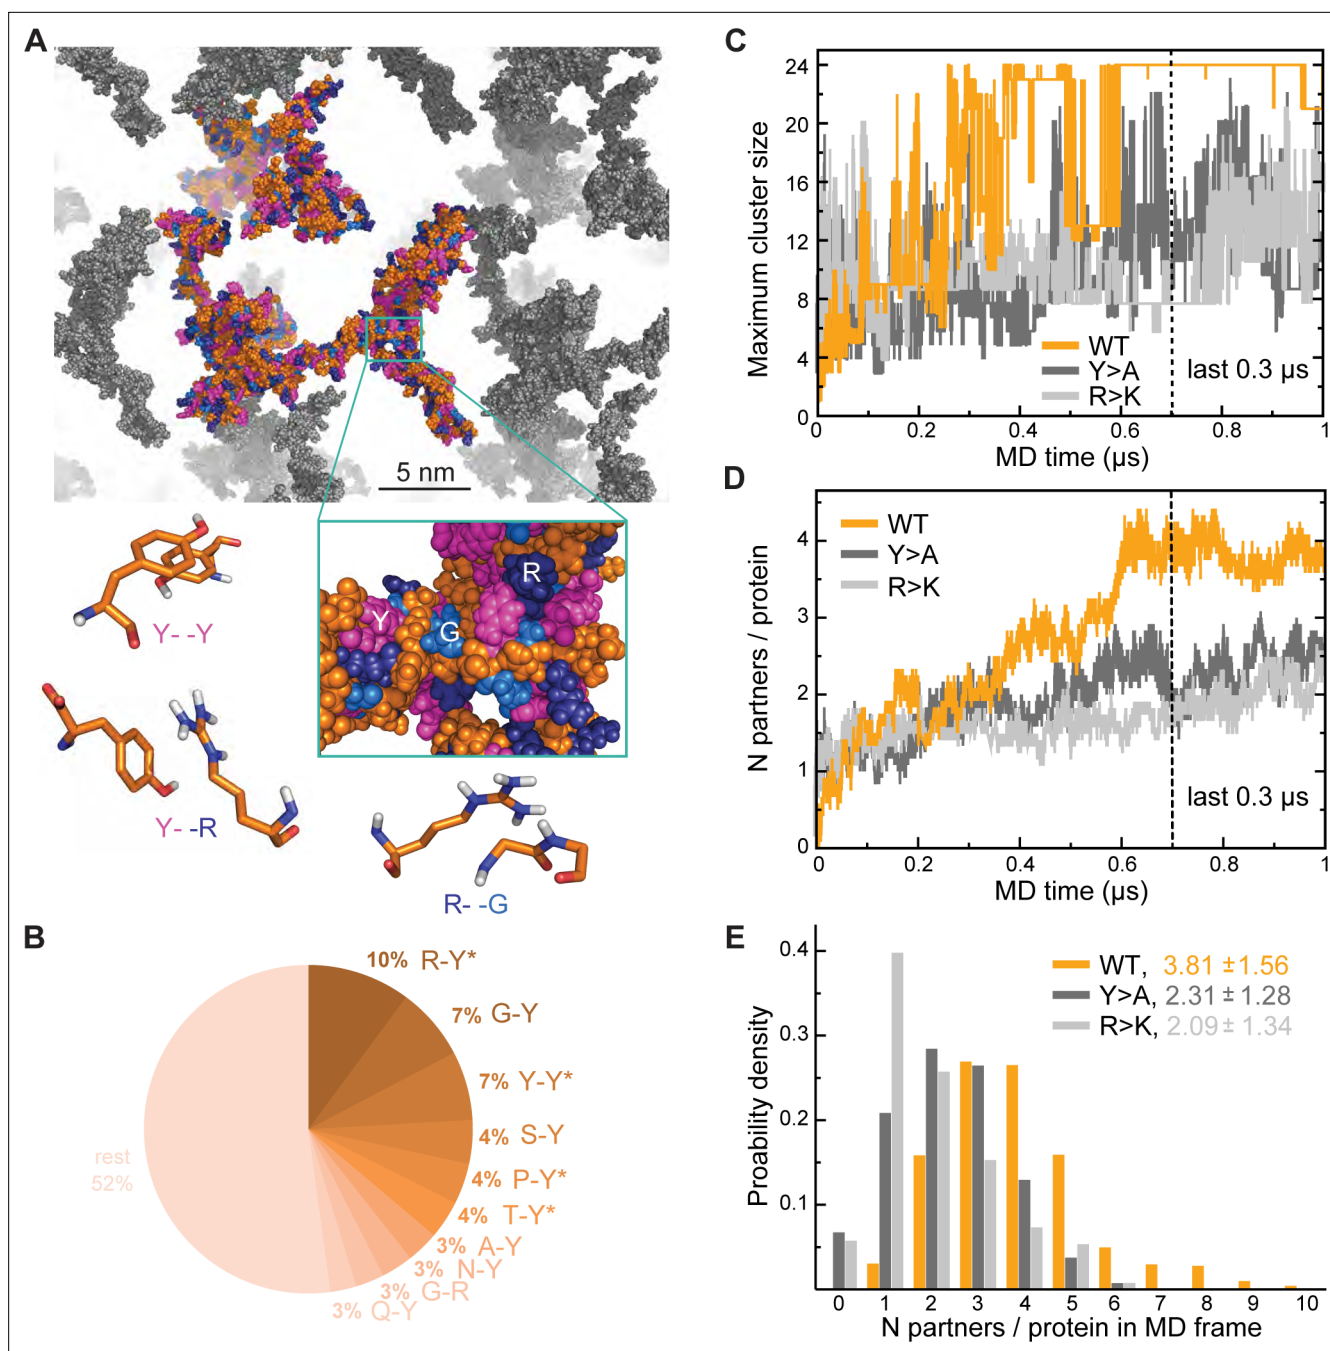 A
5 nm
Y- -Y
Y- -R
R
Y
G
R- -G
B
10% R-Y*
7% G-Y
7% Y-Y*
4% S-Y
4% P-Y*
4% T-Y*
3% A-Y
3% N-Y
3% G-R
3% Q-Y
rest
52%
C
Maximum cluster size
24
20
16
12
8
4
0
WT
Y>A
R>K
last 0.3 µs
0 0.2 0.4 0.6 0.8 1
MD time (µs)
D
N partners / protein
4
3
2
1
0
WT
Y>A
R>K
last 0.3 µs
0 0.2 0.4 0.6 0.8 1
MD time (µs)
E
Proability density
0.4
0.3
0.2
0.1
WT, 3.81 ±1.56
Y>A, 2.31 ±1.28
R>K, 2.09 ±1.34
0 1 2 3 4 5 6 7 8 9 10
N partners / protein in MD frame